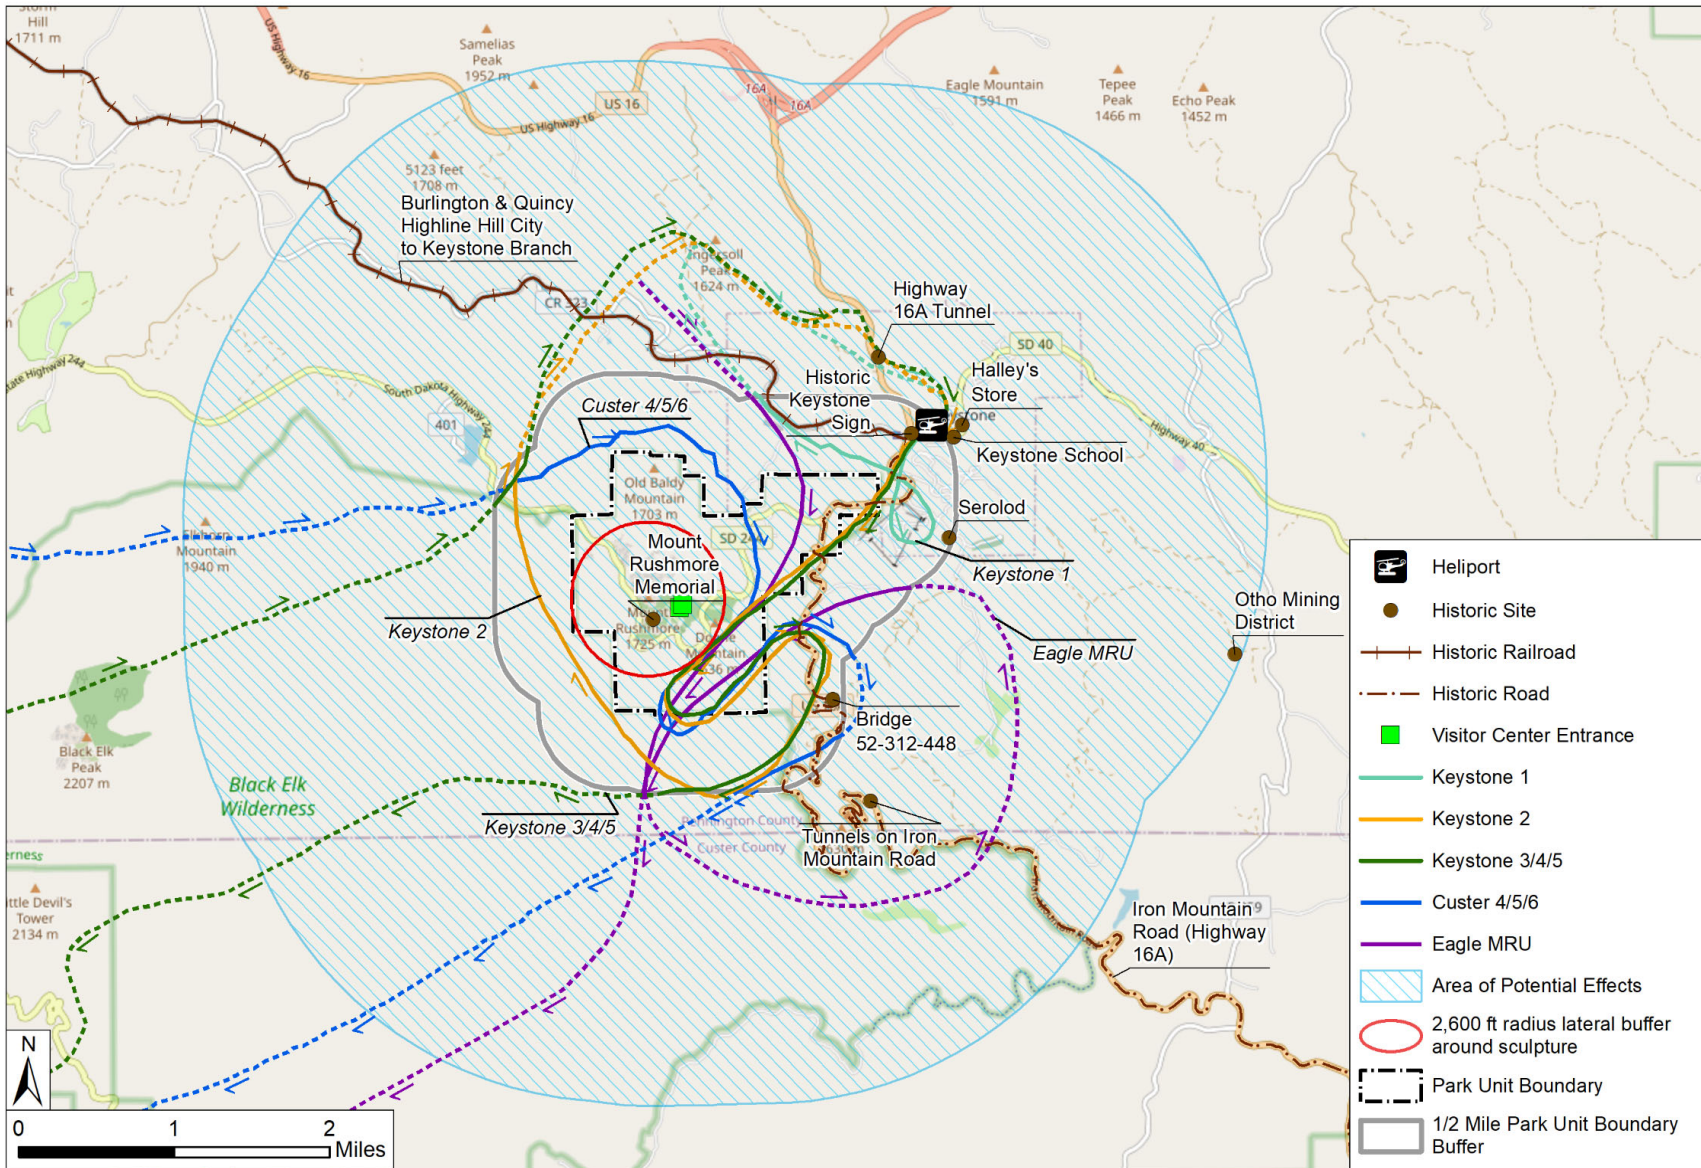 Hill
1711 m
US Highway 16
Samelias
Peak
1952 m
US 16
US Highway 16
16A
16A
Eagle Mountain
1591 m
Tepee
Peak
1466 m
Echo Peak
1452 m
5123 feet
1708 m
Burlington & Quincy
Highline Hill City
to Keystone Branch
Ingersoll
Peak
1624 m
CR 323
Highway
16A Tunnel
SD 40
State Highway 244
South Dakota Highway 244
401
Custer 4/5/6
Historic
Keystone
Sign
Halley's
Store
Keystone School
Highway 40
Old Baldy
Mountain
1703 m
Mountain
1940 m
Mount
Rushmore
Memorial
SD 244
Serolod
Keystone 1
Keystone 2
Rushmore
1725 m
Eagle MRU
Otho Mining
District
Bridge
52-312-448
Black Elk
Peak
2207 m
Black Elk
Wilderness
Keystone 3/4/5
Pennington County
Custer County
Tunnels on Iron
Mountain Road
Iron Mountain
Road (Highway
16A)
Tower
2134 m
N
0 1 2
Miles
Heliport
Historic Site
Historic Railroad
Historic Road
Visitor Center Entrance
Keystone 1
Keystone 2
Keystone 3/4/5
Custer 4/5/6
Eagle MRU
Area of Potential Effects
2,600 ft radius lateral buffer
around sculpture
Park Unit Boundary
1/2 Mile Park Unit Boundary
Buffer